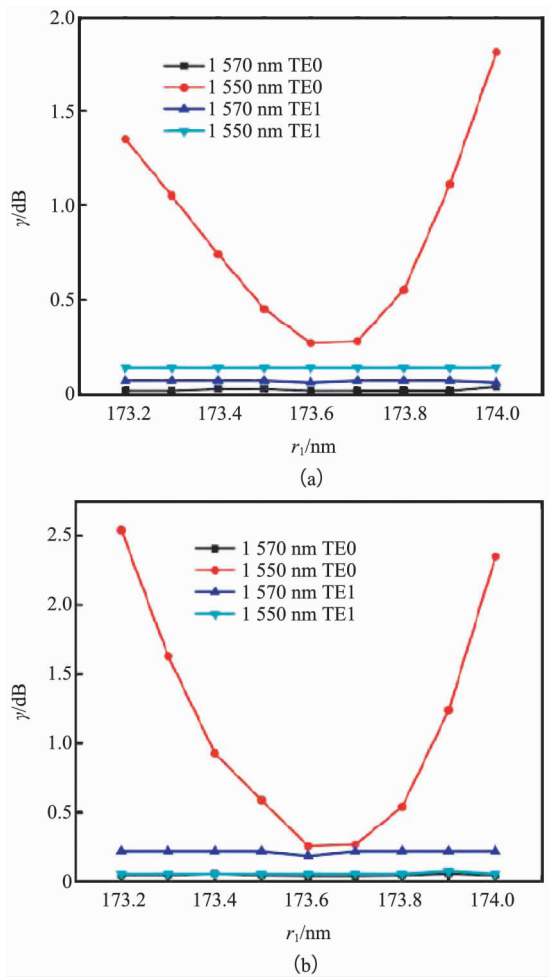 2.0
1 570 nm TE0
1 550 nm TE0
1 570 nm TE1
1 550 nm TE1
1.5
1.0
0.5
0
γ/dB
173.2 173.4 173.6 173.8 174.0
r₁/nm
(a)
2.5
1 570 nm TE0
1 550 nm TE0
1 570 nm TE1
1 550 nm TE1
2.0
1.5
1.0
0.5
0
γ/dB
173.2 173.4 173.6 173.8 174.0
r₁/nm
(b)